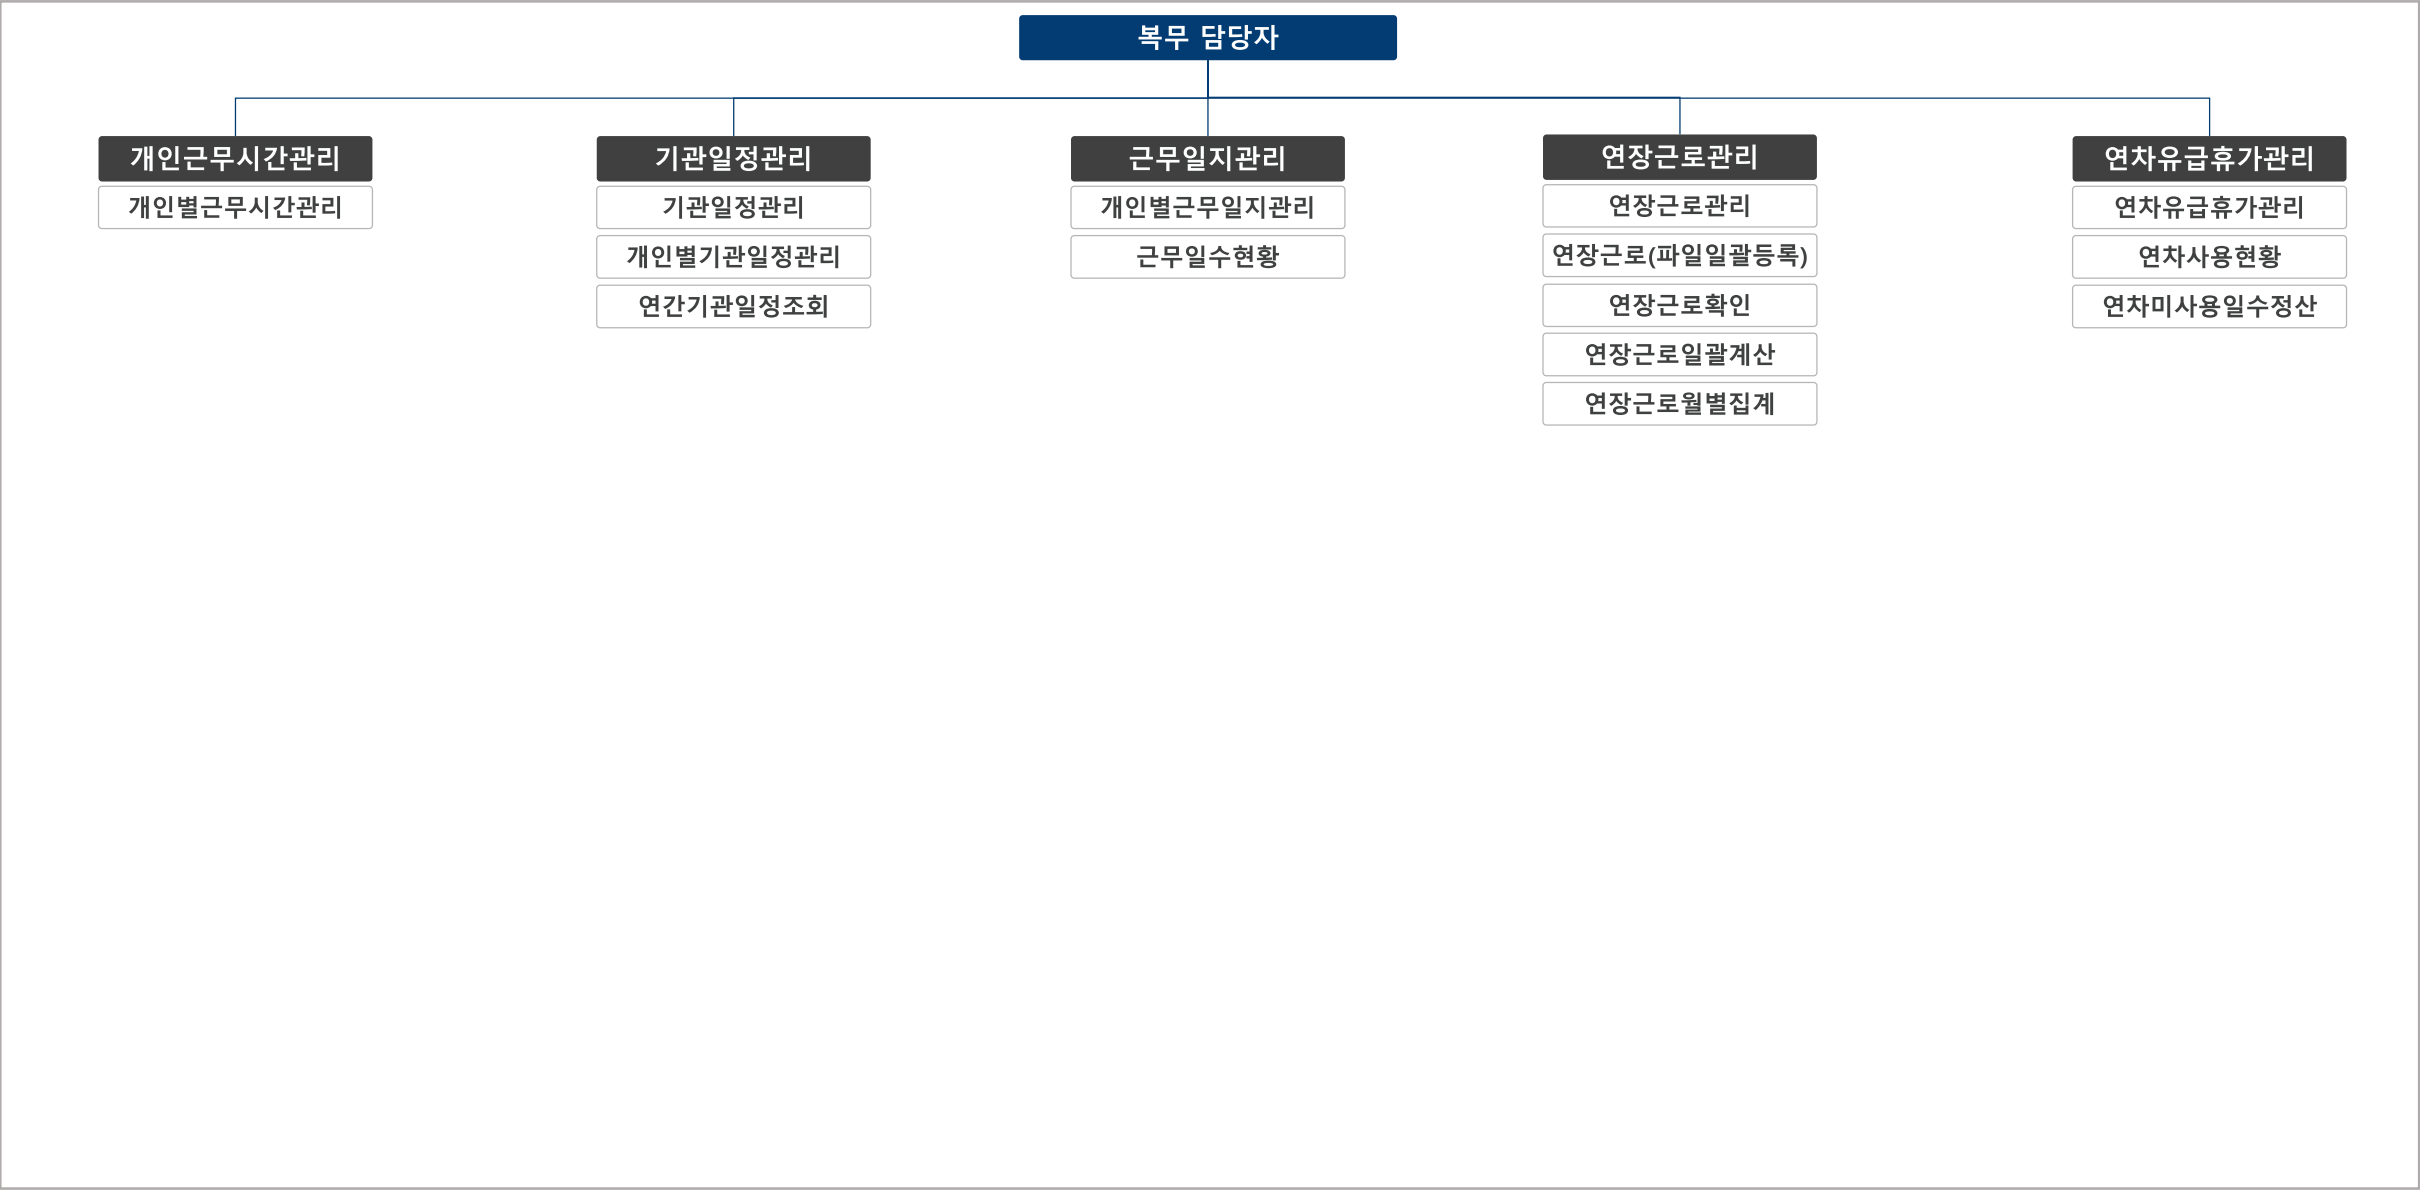 복무 담당자
개인근무시간관리
개인별근무시간관리
기관일정관리
기관일정관리
개인별기관일정관리
연간기관일정조회
근무일지관리
개인별근무일지관리
근무일수현황
연장근로관리
연장근로관리
연장근로(파일일괄등록)
연장근로확인
연장근로일괄계산
연장근로월별집계
연차유급휴가관리
연차유급휴가관리
연차사용현황
연차미사용일수정산